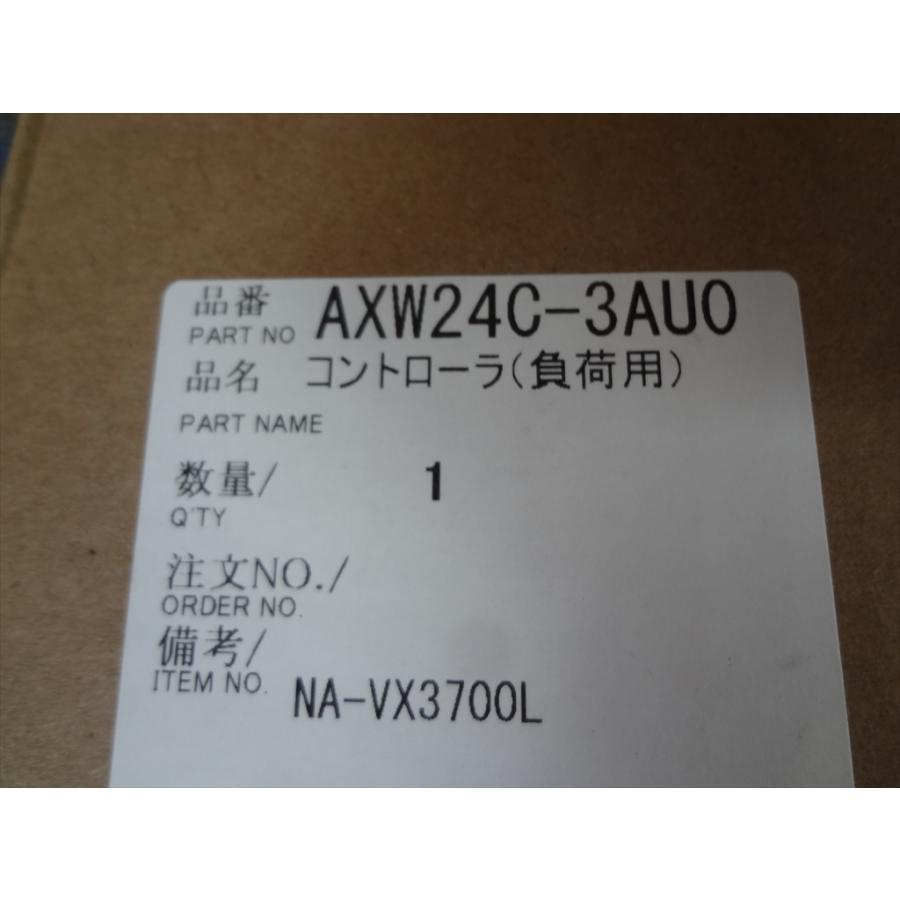 品番 AXW24C-3AU0
PART NO
品名 コントローラ(負荷用)
PART NAME
数量/ 1
Q'TY
注文NO./
ORDER NO.
備考/
ITEM NO. NA-VX3700L